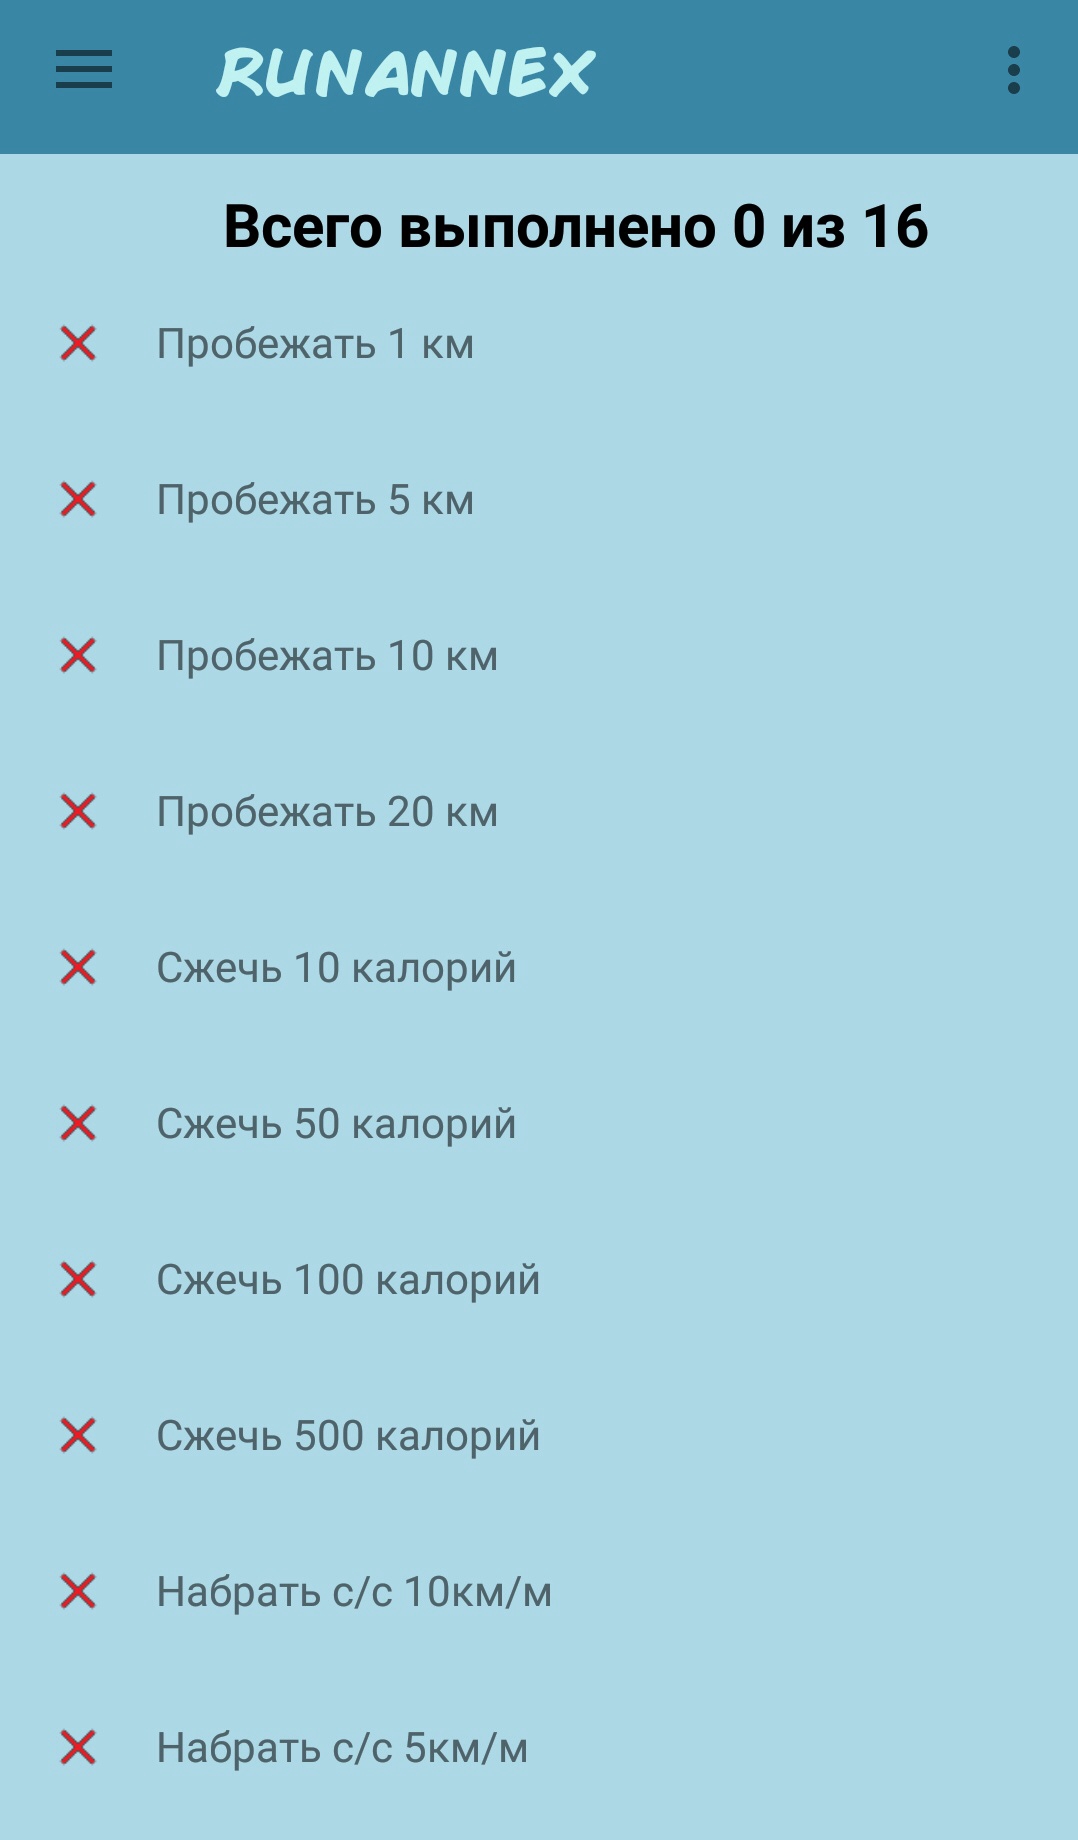 RUNANNEX
Всего выполнено 0 из 16
Пробежать 1 км
Пробежать 5 км
Пробежать 10 км
Пробежать 20 км
Сжечь 10 калорий
Сжечь 50 калорий
Сжечь 100 калорий
Сжечь 500 калорий
Набрать с/с 10км/м
Набрать с/с 5км/м